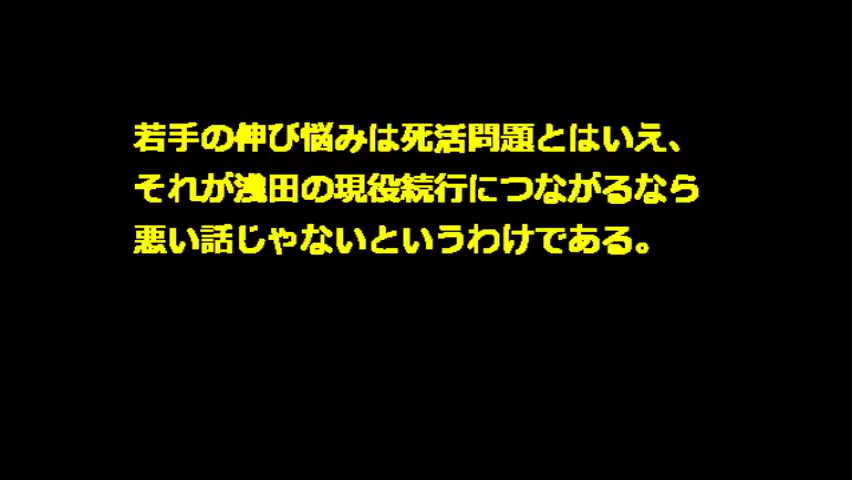 若手の伸び悩みは死活問題とはいえ、
それが浅田の現役続行につながるなら
悪い話じゃないというわけである。